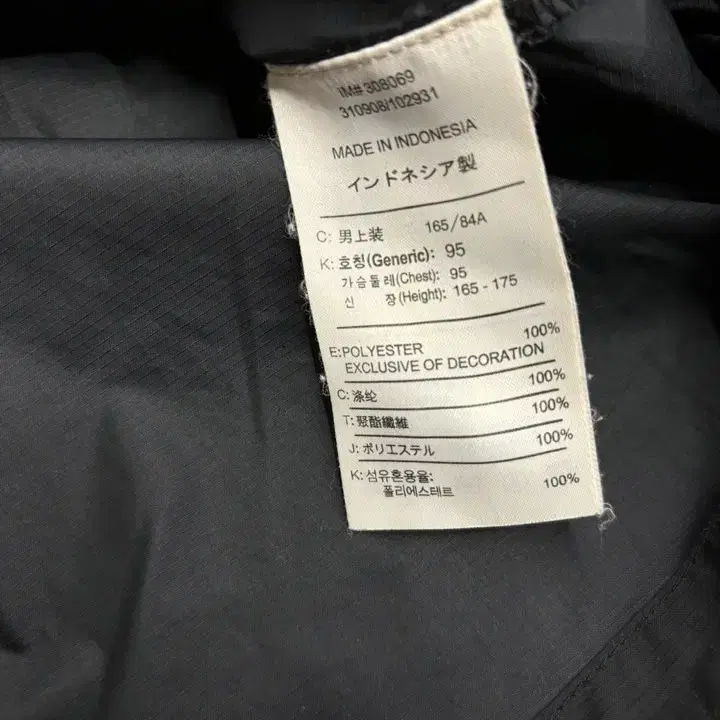 IM# 308069
310908/102931
MADE IN INDONESIA
インドネシア製
C: 男上装 165/84A
K: 호칭(Generic): 95
가슴둘레(Chest): 95
신 장(Height): 165 - 175
E:POLYESTER 100%
EXCLUSIVE OF DECORATION
C: 涤纶 100%
T: 聚酯纖維 100%
J: ポリエステル 100%
K: 섬유혼용율:
폴리에스테트 100%